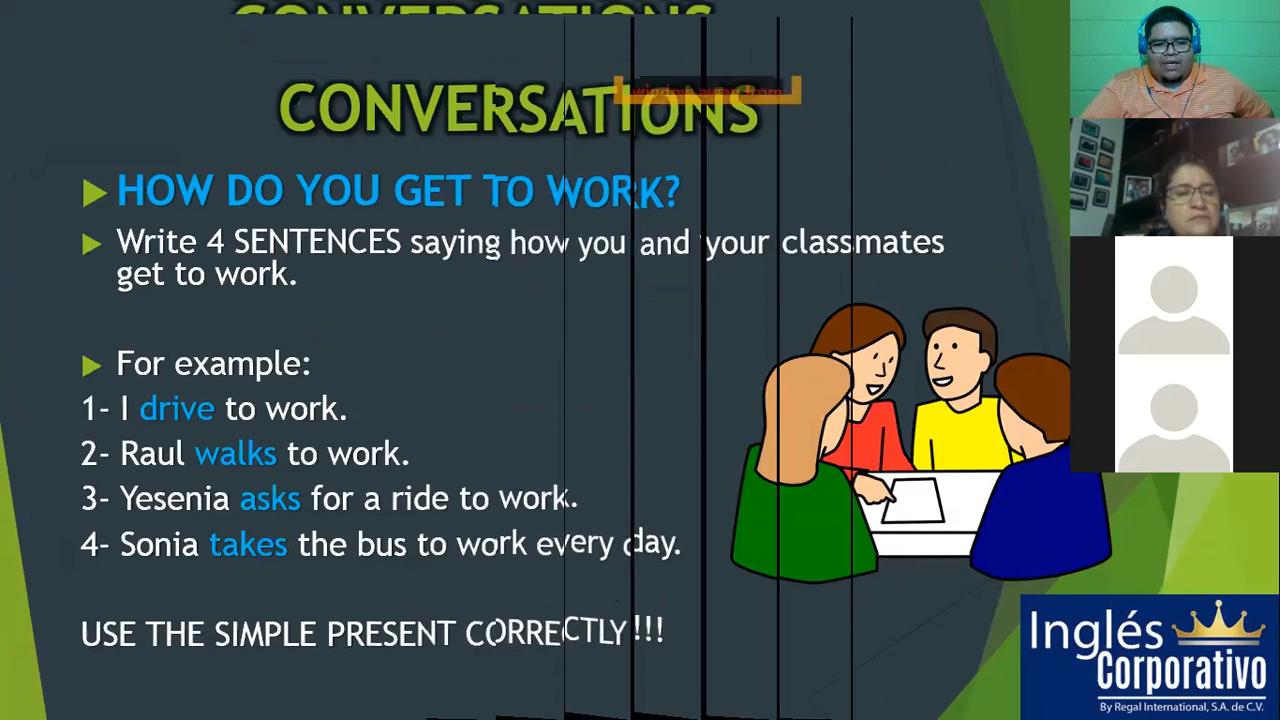 CONVERSATIONS
CONVERSATIONS
HOW DO YOU GET TO WORK?
Write 4 SENTENCES saying how you and your classmates
get to work.
For example:
1- I drive to work.
2- Raul walks to work.
3- Yesenia asks for a ride to work.
4- Sonia takes the bus to work every day.
USE THE SIMPLE PRESENT CORRECTLY!!!
Inglés
Corporativo
By Regal International, S.A. de C.V.